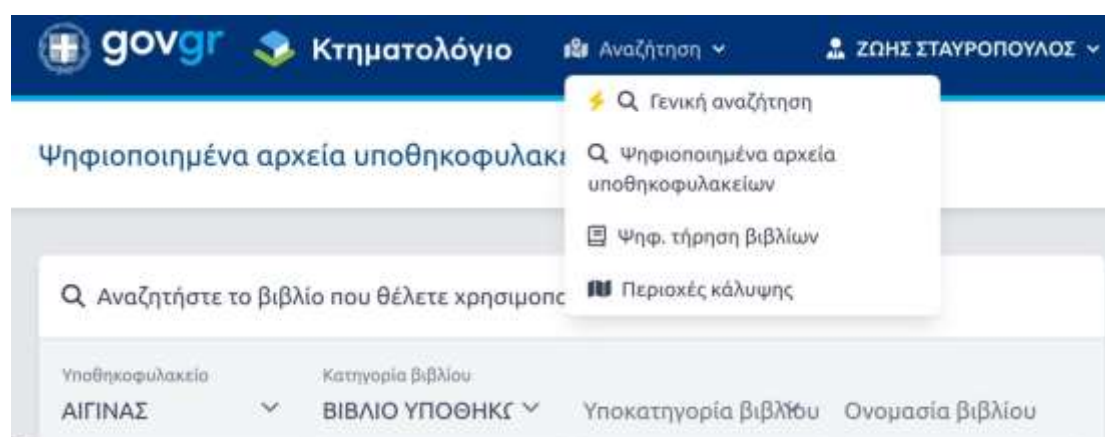 govgr Κτηματολόγιο Αναζήτηση ΖΩΗΣ ΣΤΑΥΡΟΠΟΥΛΟΣ
Γενική αναζήτηση
Ψηφιοποιημένα αρχεία υποθηκοφυλακ
Ψηφιοποιημένα αρχεία
υποθηκοφυλακείων
Ψηφ. τήρηση βιβλίων
Αναζητήστε το βιβλίο που θέλετε χρησιμοπο
Περιοχές κάλυψης
Υποθηκοφυλακείο Κατηγορία βιβλίου
ΑΙΓΙΝΑΣ ΒΙΒΛΙΟ ΥΠΟΘΗΚΩ Υποκατηγορία βιβλίου Ονομασία βιβλίου